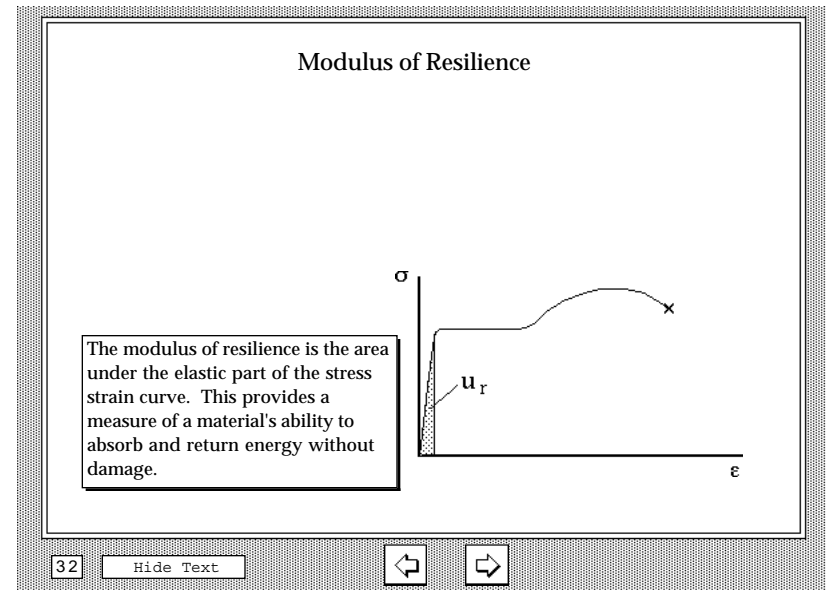 Modulus of Resilience
σ
The modulus of resilience is the area
under the elastic part of the stress
strain curve.  This provides a
measure of a material's ability to
absorb and return energy without
damage.
u r
ε
32
Hide Text